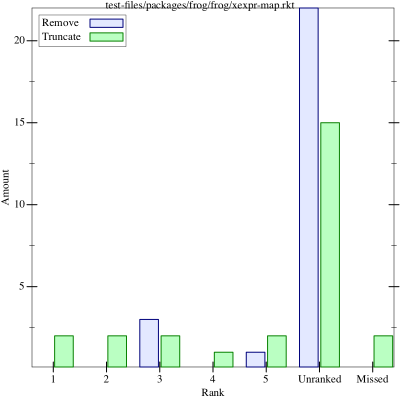 test-files/packages/frog/frog/xexpr-map.rkt
Remove
Truncate
20
15
10
5
Amount
1 2 3 4 5 Unranked Missed
Rank